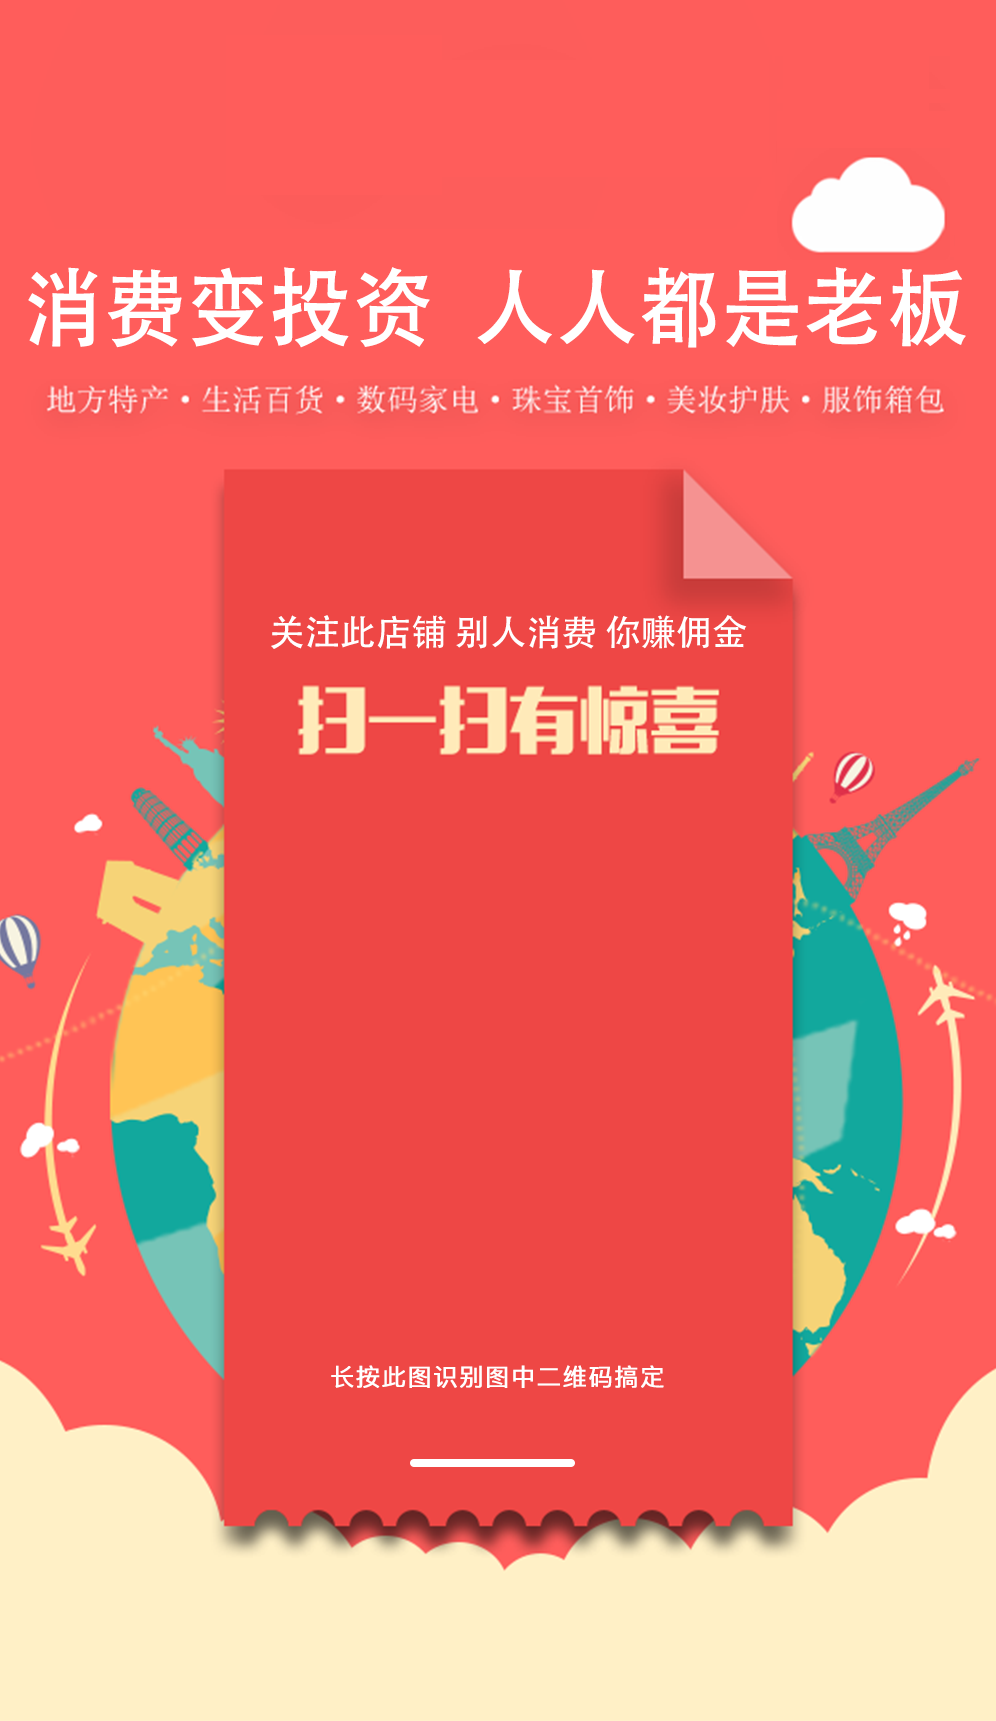 消费变投资 人人都是老板
地方特产・生活百货・数码家电・珠宝首饰・美妆护肤・服饰箱包
关注此店铺 别人消费 你赚佣金
扫一扫有惊喜
长按此图识别图中二维码搞定